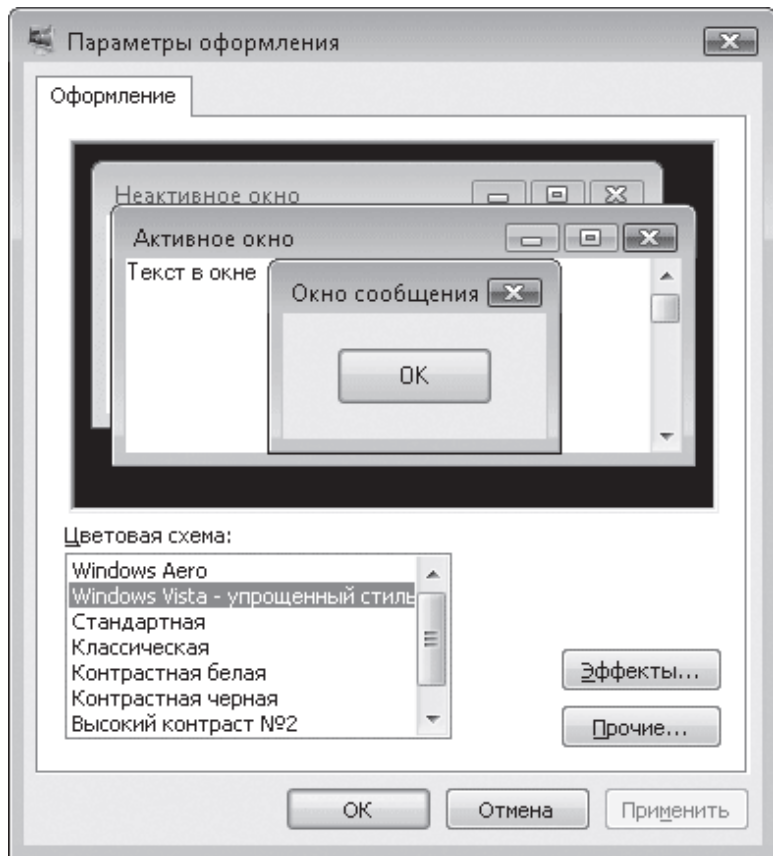 Параметры оформления
Оформление
Неактивное окно
Активное окно
Текст в окне
Окно сообщения
OK
Цветовая схема:
Windows Aero
Windows Vista - упрощенный стиль
Стандартная
Классическая
Контрастная белая
Контрастная черная
Высокий контраст №2
Эффекты...
Прочие...
OK
Отмена
Применить